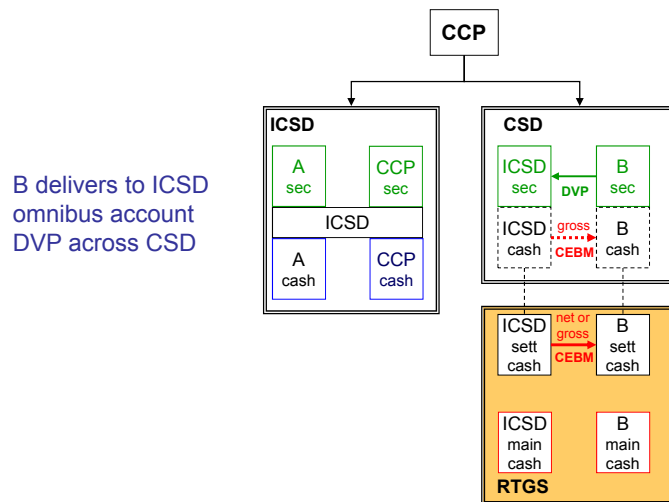 CCP
B delivers to ICSD
omnibus account
DVP across CSD
ICSD
A
sec
CCP
sec
ICSD
A
cash
CCP
cash
CSD
ICSD
sec
DVP
B
sec
ICSD
cash
gross
CEBM
B
cash
ICSD
sett
cash
net or
gross
CEBM
B
sett
cash
ICSD
main
cash
B
main
cash
RTGS